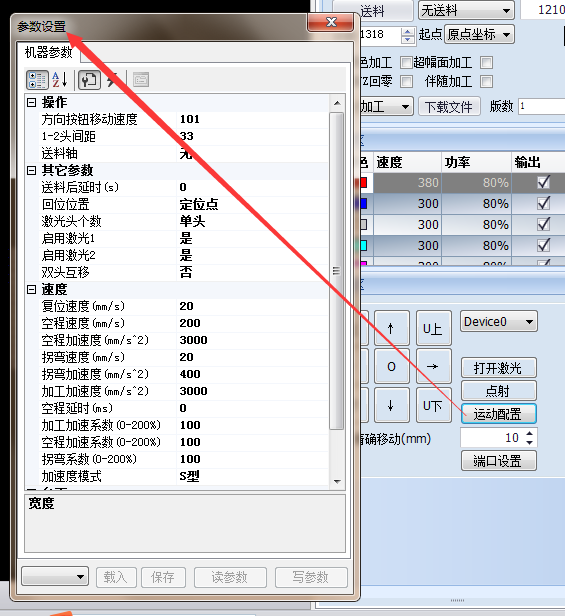 参数设置
机器参数
操作
方向按钮移动速度 101
1-2头间距 33
送料轴 无
其它参数
送料后延时(s) 0
回位位置 定位点
激光头个数 单头
启用激光1 是
启用激光2 是
双头互移 否
速度
复位速度(mm/s) 20
空程速度(mm/s) 200
空程加速度(mm/s^2) 3000
拐弯速度(mm/s) 20
拐弯加速度(mm/s^2) 400
加工加速度(mm/s^2) 3000
空程延时(ms) 0
加工加速系数(0-200%) 100
空程加速系数(0-200%) 100
拐弯系数(0-200%) 100
加速度模式 S型
宽度
载入 保存 读参数 写参数
送料 无送料 1210
1318 起点 原点坐标
色加工 超幅面加工
YZ回零 伴随加工
加工 下载文件 版数 1
区
色 速度 功率 输出
380 80%
300 80%
300 80%
300 80%
300 80%
区
↑ U上 Device0
O → 打开激光
点射
↓ U下 运动配置
精确移动(mm) 10
端口设置